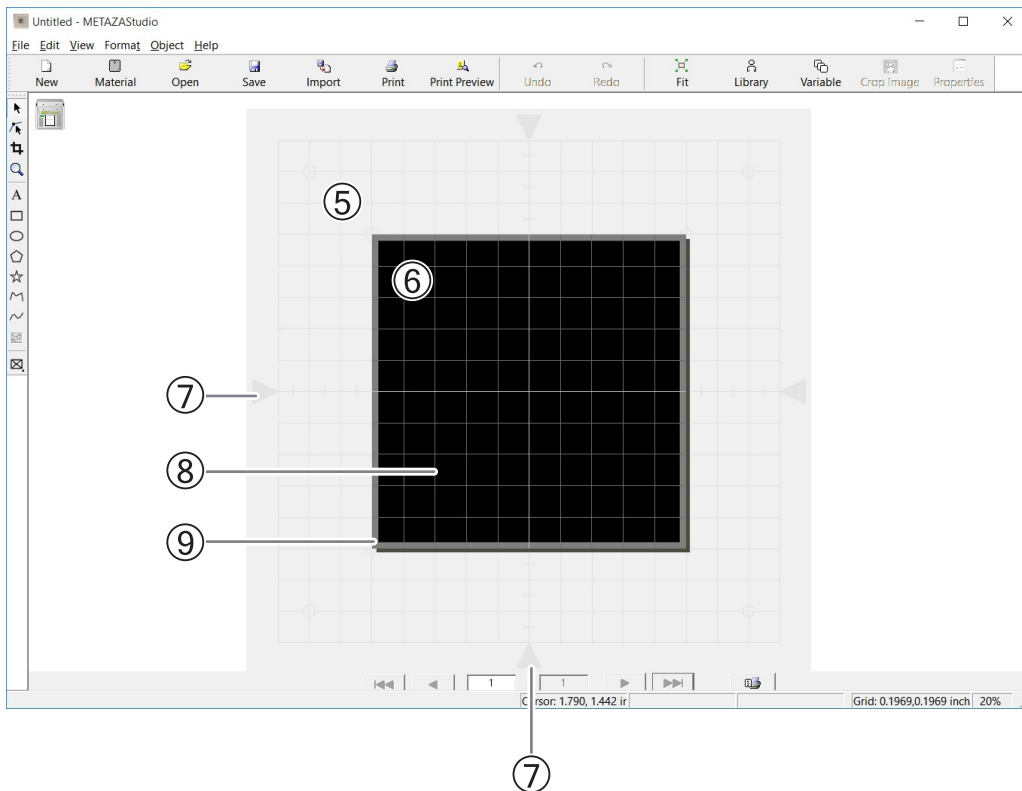 Untitled - METAZAStudio
File Edit View Format Object Help
New Material Open Save Import Print Print Preview Undo Redo Fit Library Variable Crop Image Properties
A
⑤
⑥
⑦
⑧
⑨
1 1
Cursor: 1.790, 1.442 in Grid: 0.1969,0.1969 inch 20%
⑦